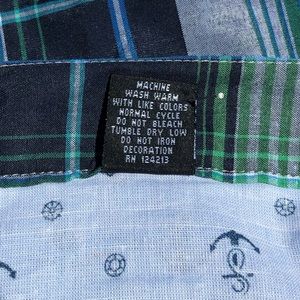 MACHINE
WASH WARM
WITH LIKE COLORS
NORMAL CYCLE
DO NOT BLEACH
TUMBLE DRY LOW
DO NOT IRON
DECORATION
RN 124213